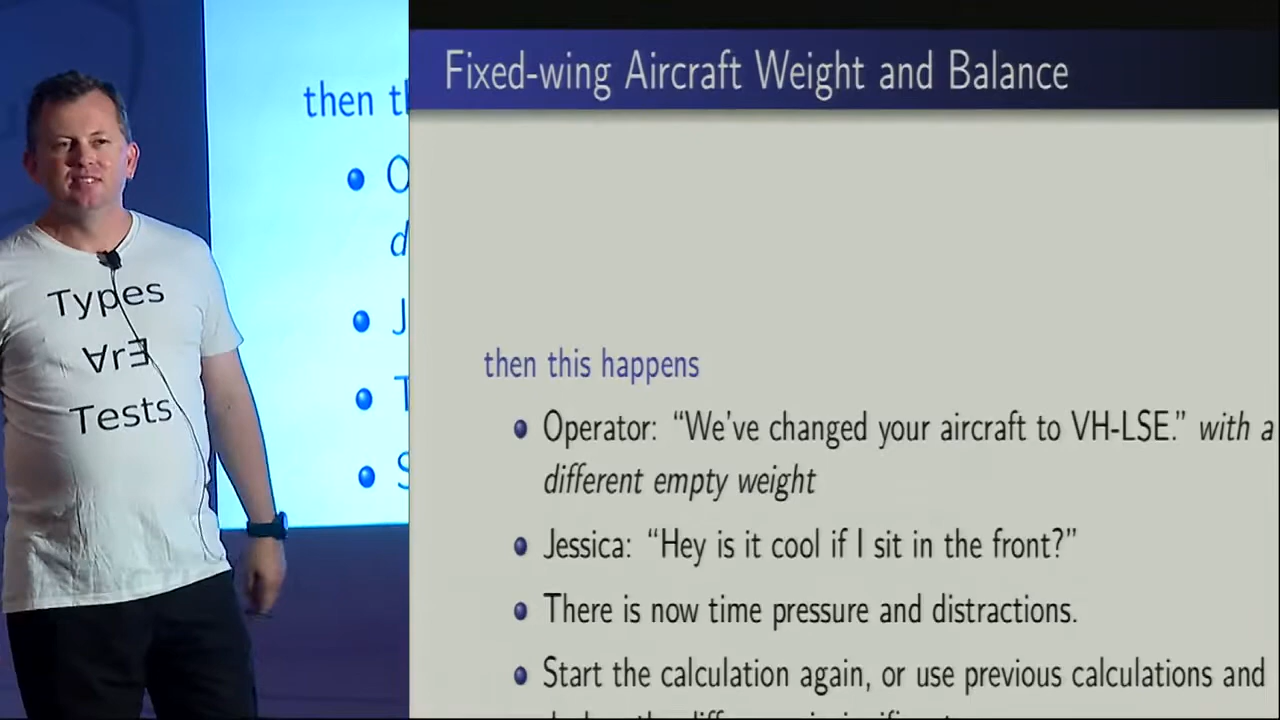 Types
∀rƎ
Tests
then t
Fixed-wing Aircraft Weight and Balance
then this happens
Operator: “We’ve changed your aircraft to VH-LSE.” with a
different empty weight
Jessica: “Hey is it cool if I sit in the front?”
There is now time pressure and distractions.
Start the calculation again, or use previous calculations and